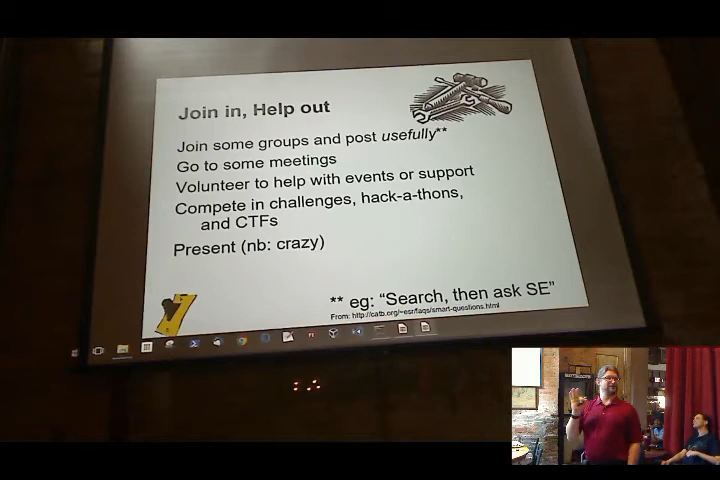 Join in, Help out
Join some groups and post usefully**
Go to some meetings
Volunteer to help with events or support
Compete in challenges, hack-a-thons,
and CTFs
Present (nb: crazy)
** eg: “Search, then ask SE”
From: http://catb.org/~esr/faqs/smart-questions.html